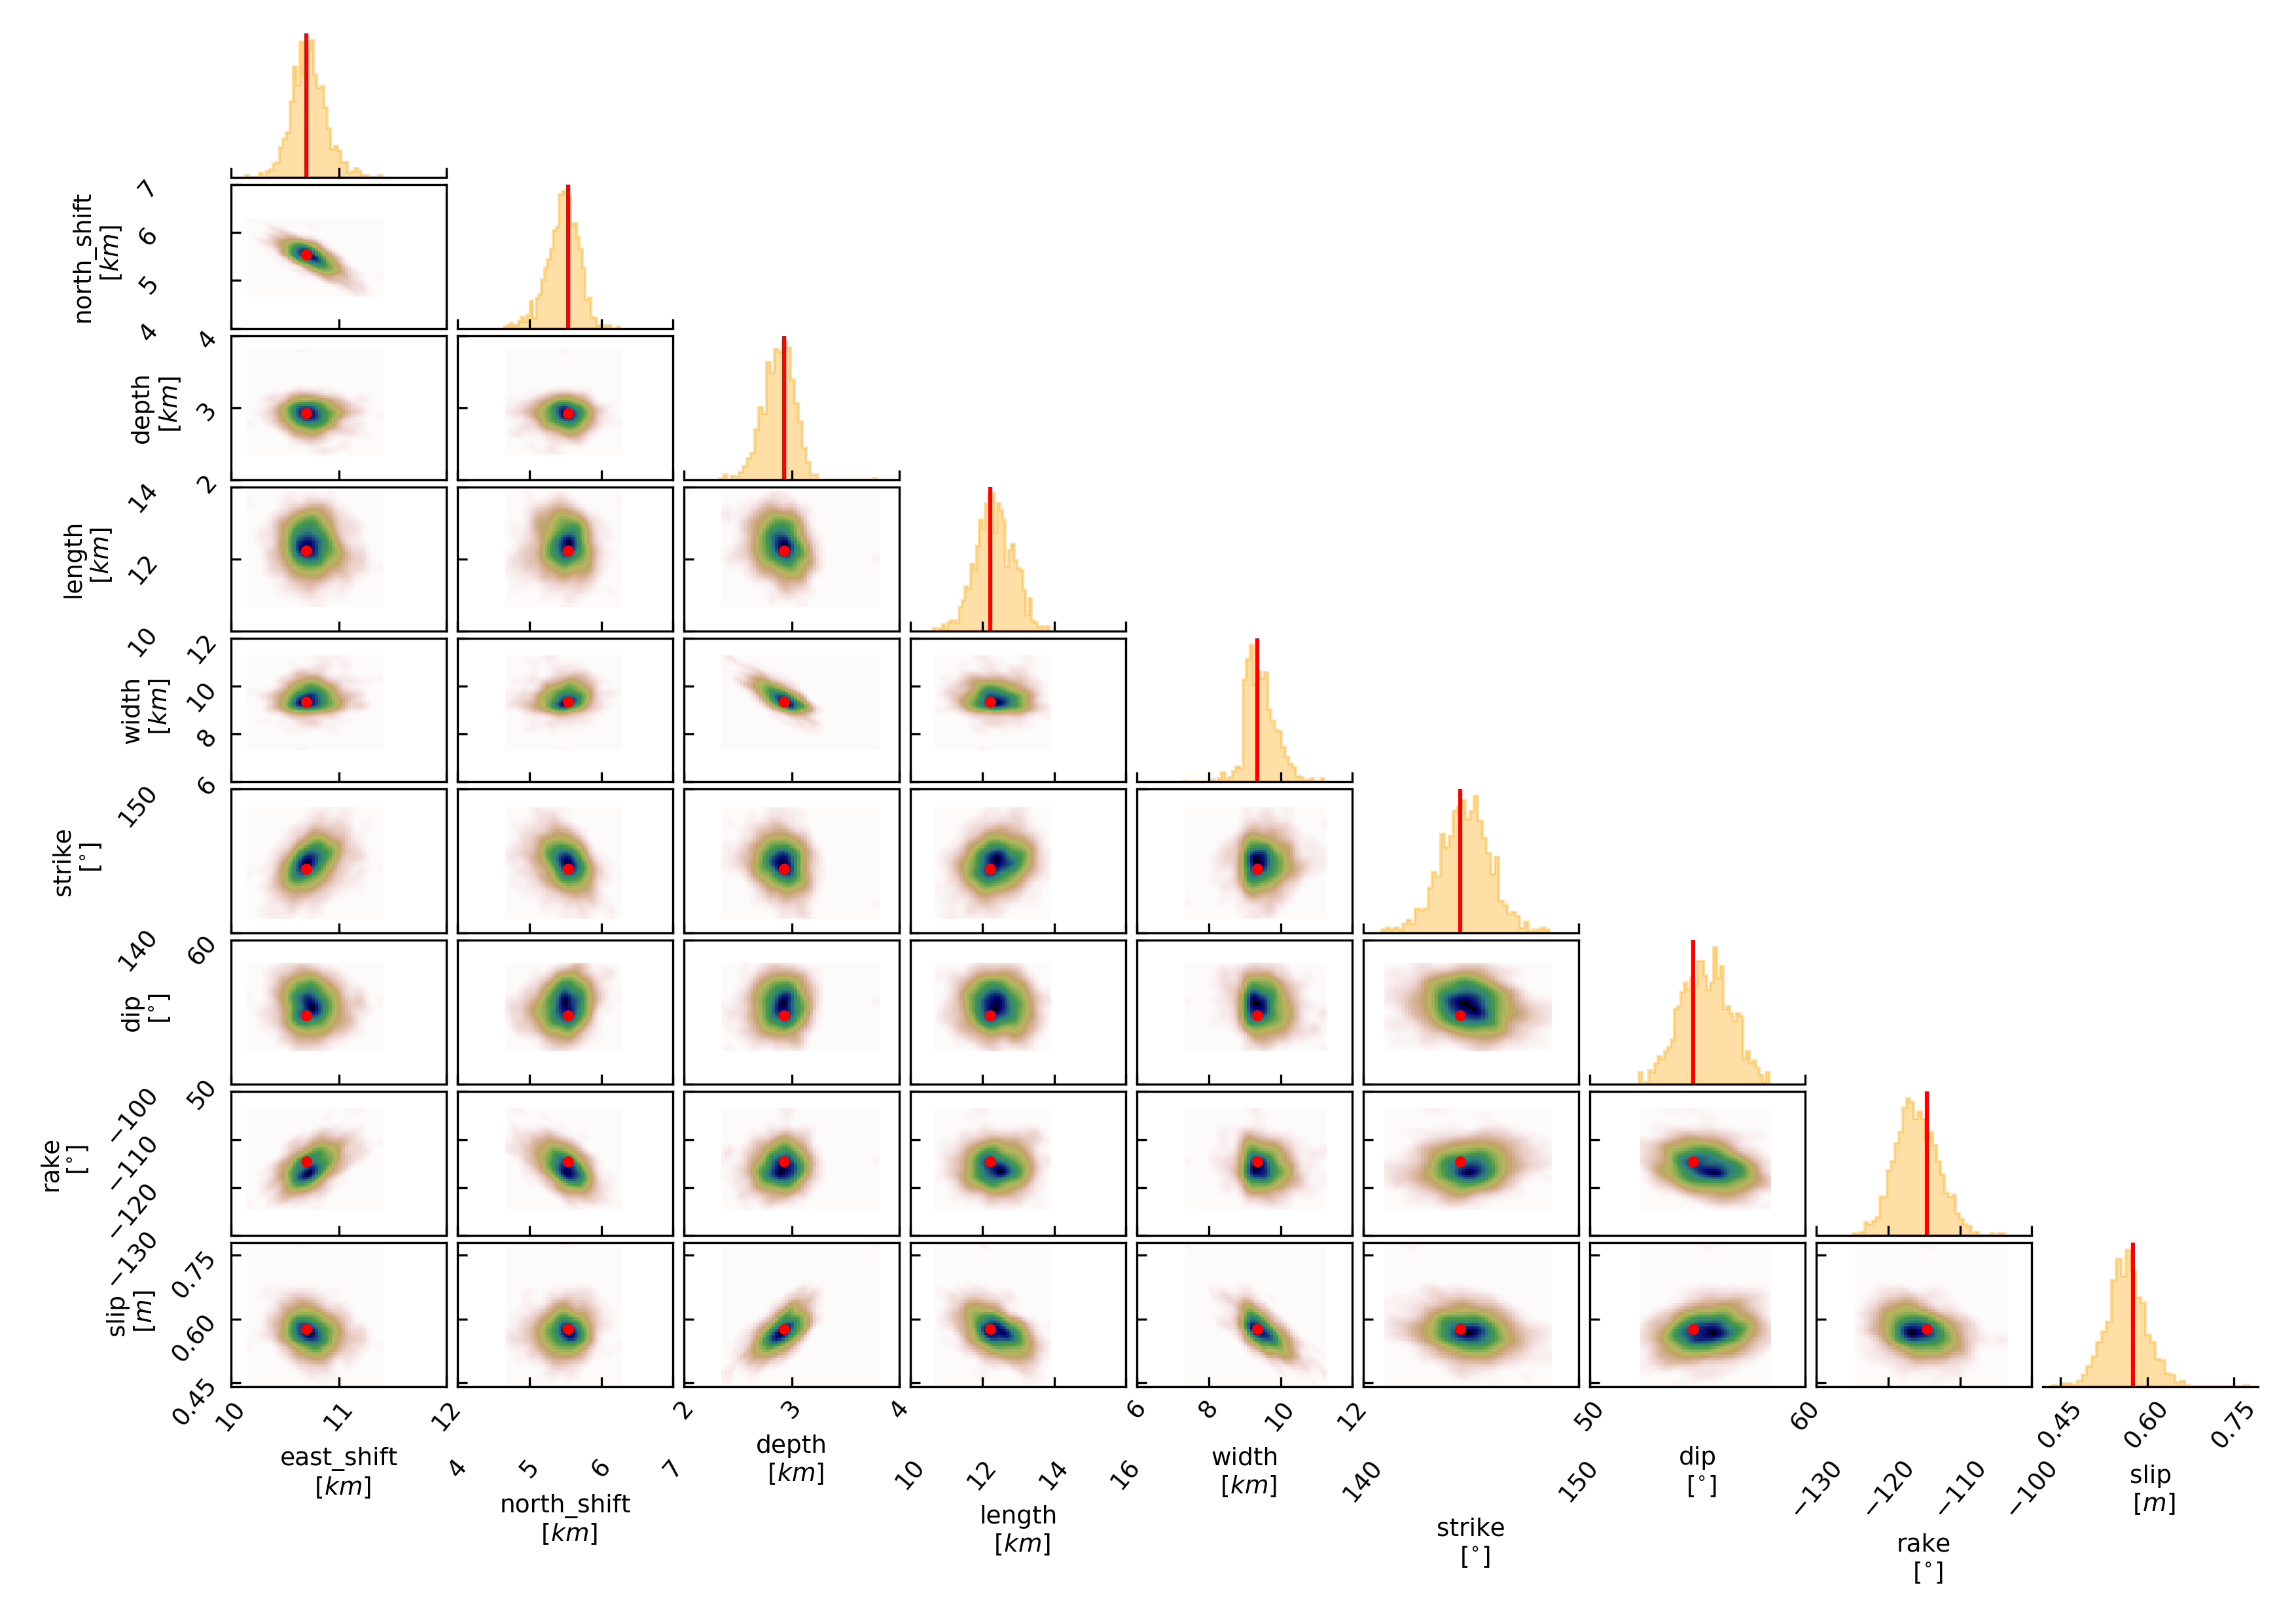 7
north_shift
[km]
6
5
4
4
depth
[km]
3
2
14
length
[km]
12
10
12
width
[km]
10
8
6
150
strike
[°]
140
60
dip
[°]
50
−100
rake
[°]
−110
−120
−130
0.75
slip
[m]
0.60
0.45
10 11 12
east_shift
[km]
4 5 6 7
north_shift
[km]
2 3 4
depth
[km]
10 12 14 16
length
[km]
6 8 10 12
width
[km]
140 150
strike
[°]
50 60
dip
[°]
−130 −120 −110 −100
rake
[°]
0.45 0.60 0.75
slip
[m]